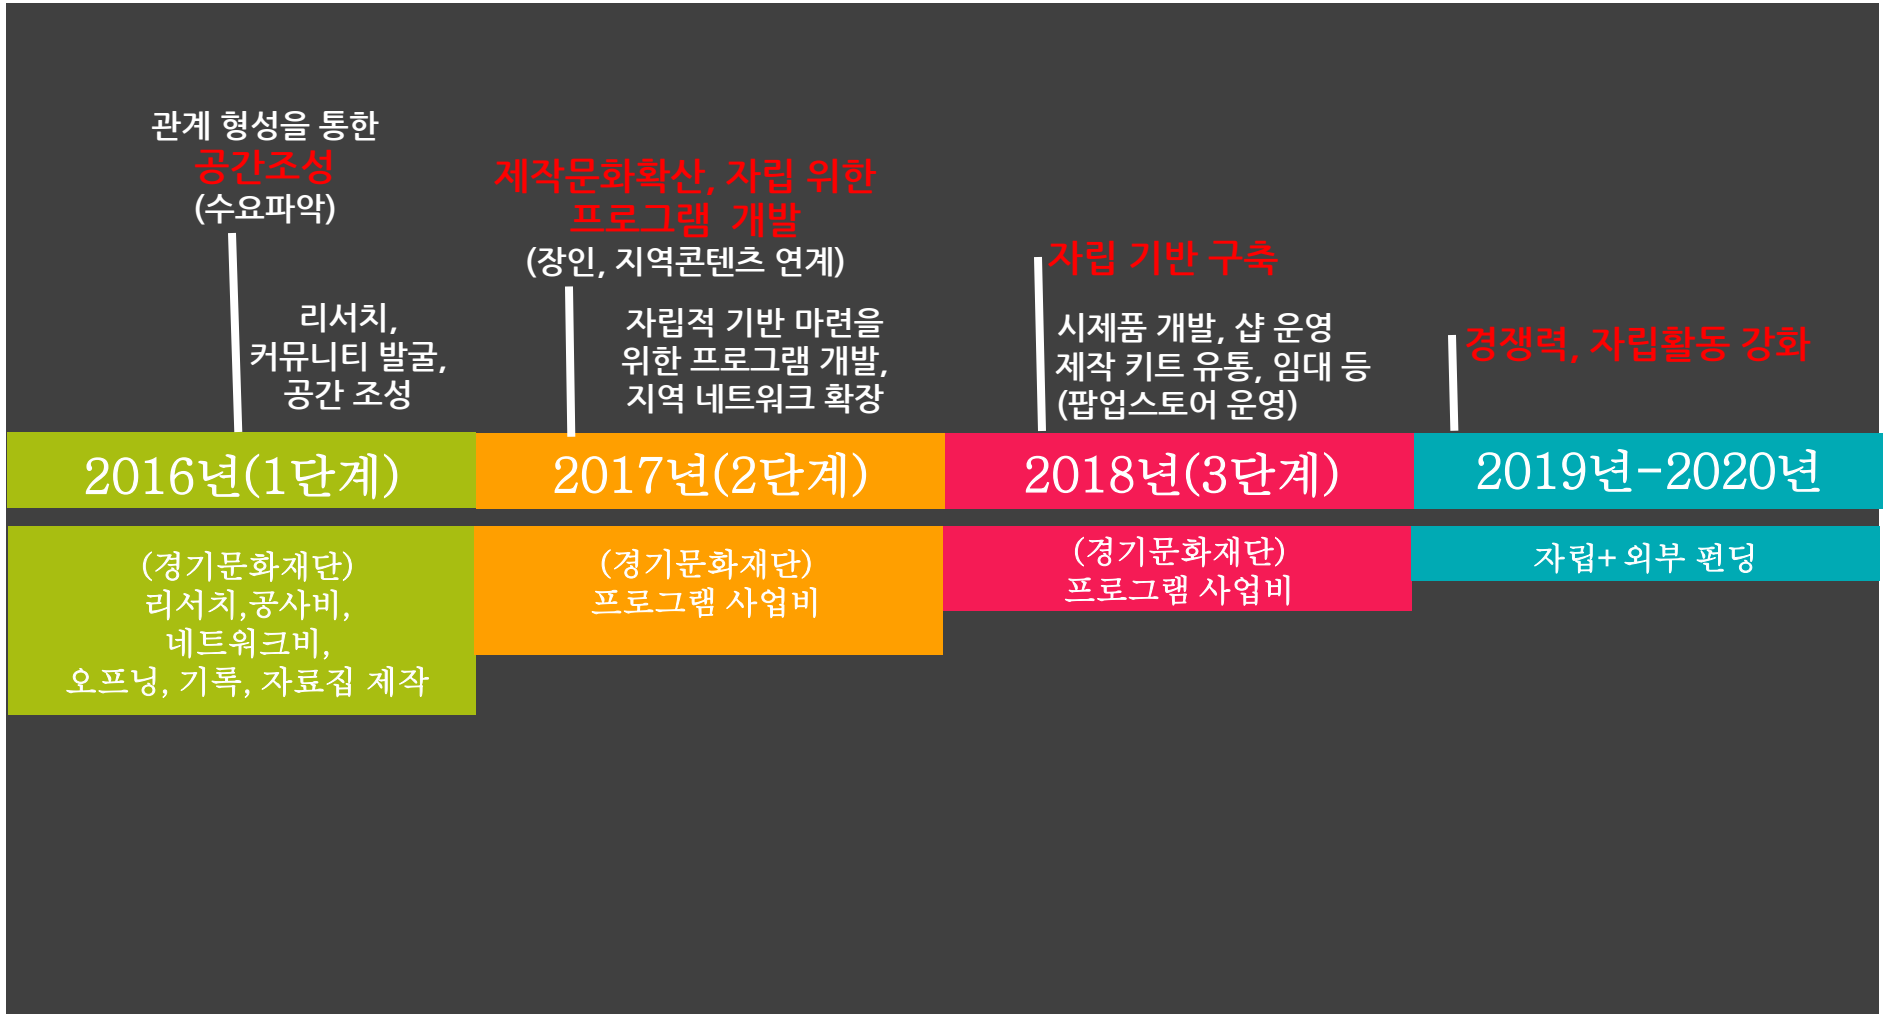 관계 형성을 통한
공간조성
(수요파악)
리서치,
커뮤니티 발굴,
공간 조성
제작문화확산, 자립 위한
프로그램 개발
(장인, 지역콘텐츠 연계)
자립적 기반 마련을
위한 프로그램 개발,
지역 네트워크 확장
자립 기반 구축
시제품 개발, 샵 운영
제작 키트 유통, 임대 등
(팝업스토어 운영)
경쟁력, 자립활동 강화
2016년(1단계)
2017년(2단계)
2018년(3단계)
2019년-2020년
(경기문화재단)
리서치,공사비,
네트워크비,
오프닝, 기록, 자료집 제작
(경기문화재단)
프로그램 사업비
(경기문화재단)
프로그램 사업비
자립+ 외부 펀딩